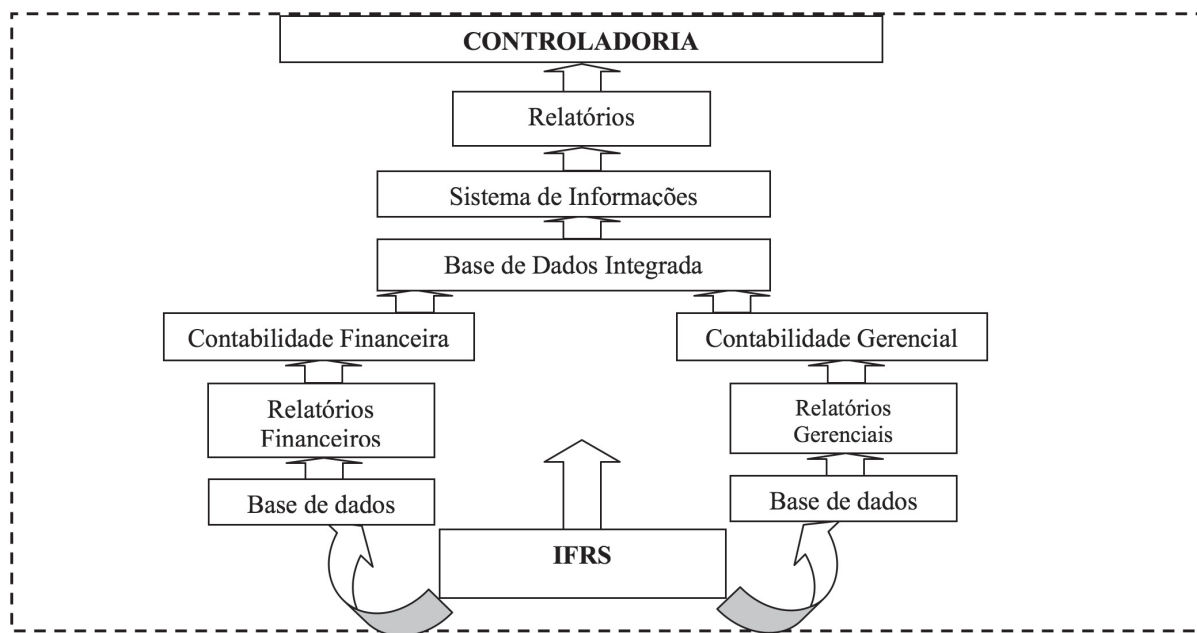 CONTROLADORIA
Relatórios
Sistema de Informações
Base de Dados Integrada
Contabilidade Financeira
Contabilidade Gerencial
Relatórios
Financeiros
Relatórios
Gerenciais
Base de dados
Base de dados
IFRS